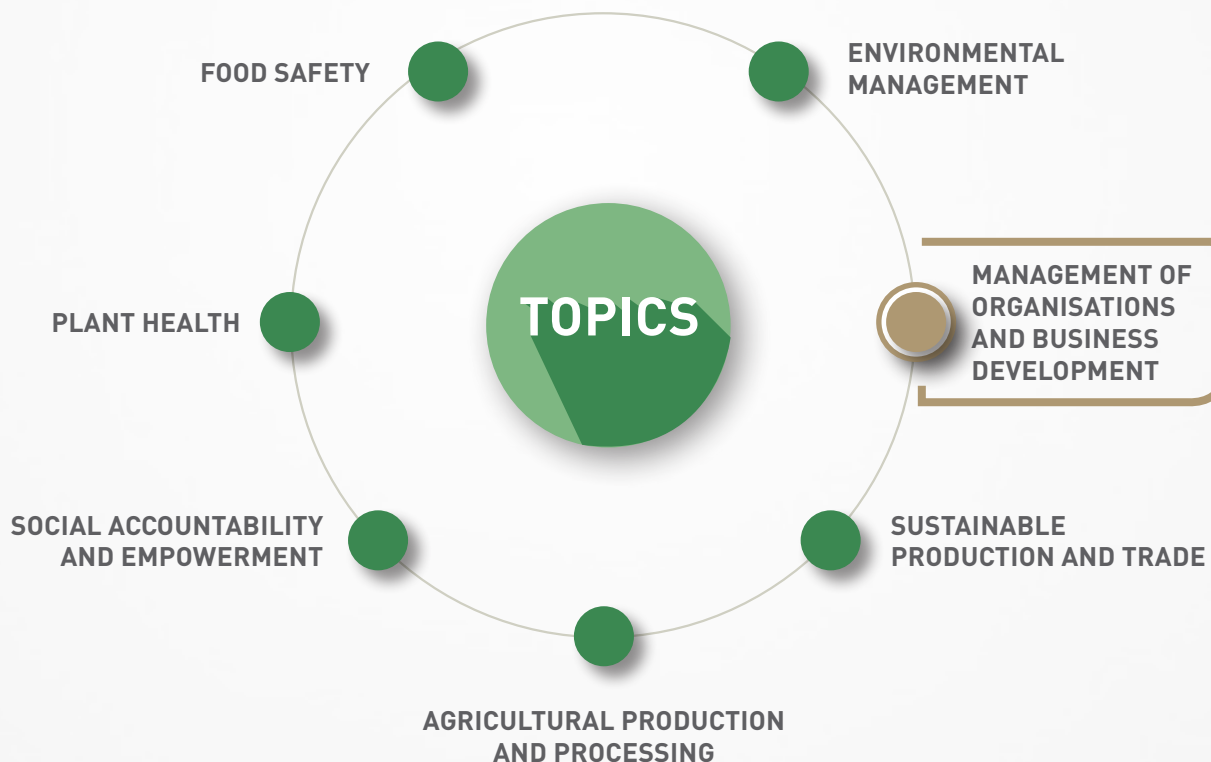 FOOD SAFETY
ENVIRONMENTAL
MANAGEMENT
TOPICS
MANAGEMENT OF
ORGANISATIONS
AND BUSINESS
DEVELOPMENT
PLANT HEALTH
SOCIAL ACCOUNTABILITY
AND EMPOWERMENT
SUSTAINABLE
PRODUCTION AND TRADE
AGRICULTURAL PRODUCTION
AND PROCESSING